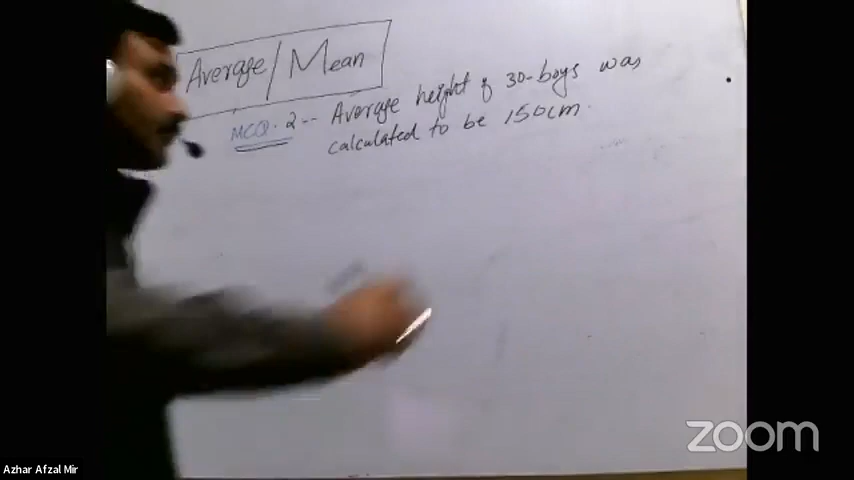 Average/Mean
MCQ. 2-- Average height of 30-boys was
calculated to be 150cm.
zoom
Azhar Afzal Mir